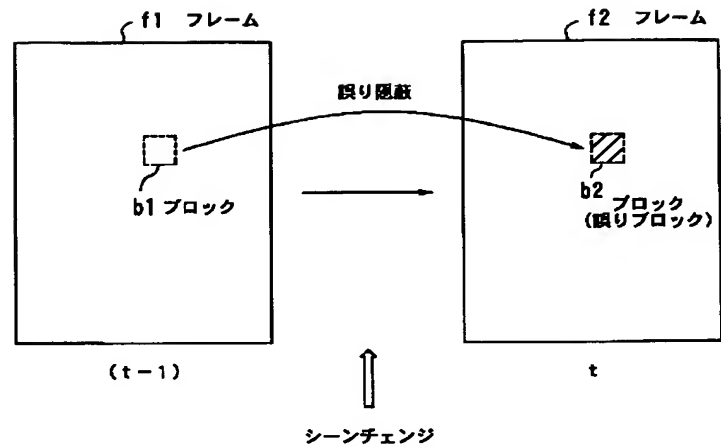 f1 フレーム
f2 フレーム
誤り隠蔽
b1 ブロック
b2 ブロック
(誤りブロック)
(t-1)
t
シーンチェンジ